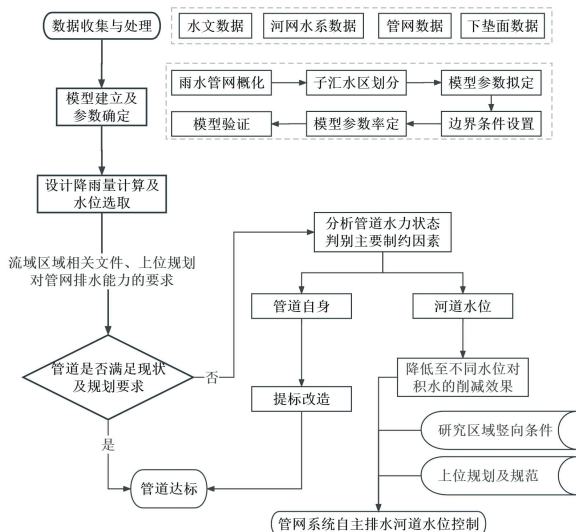 数据收集与处理
水文数据
河网水系数据
管网数据
下垫面数据
雨水管网概化
子汇水区划分
模型参数拟定
模型建立及
参数确定
模型验证
模型参数率定
边界条件设置
设计降雨量计算及
水位选取
分析管道水力状态
判别主要制约因素
流域区域相关文件、上位规划
对管网排水能力的要求
管道自身
河道水位
管道是否满足现状
及规划要求
否
降低至不同水位对
积水的削减效果
提标改造
是
研究区域竖向条件
上位规划及规范
管道达标
管网系统自主排水河道水位控制